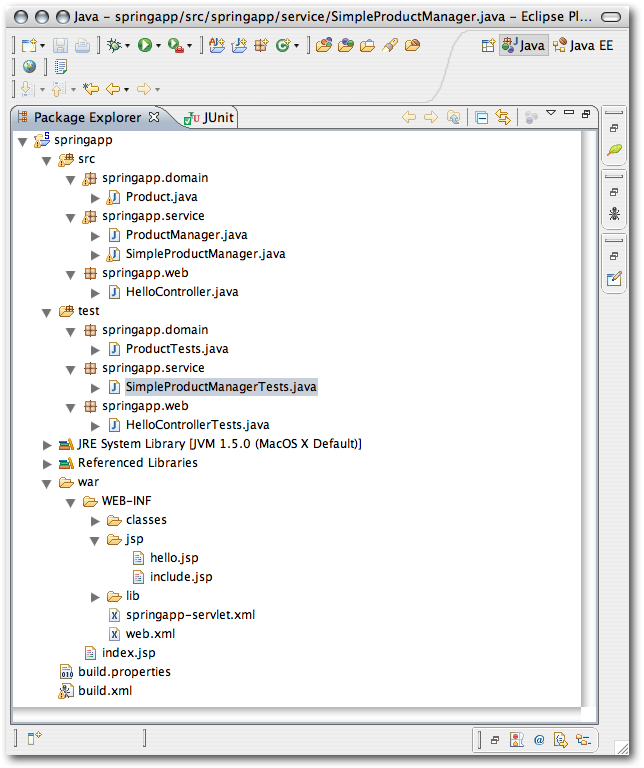 Java – springapp/src/springapp/service/SimpleProductManager.java – Eclipse Pl...
Java
Java EE
Package Explorer
JUnit
springapp
src
springapp.domain
Product.java
springapp.service
ProductManager.java
SimpleProductManager.java
springapp.web
HelloController.java
test
springapp.domain
ProductTests.java
springapp.service
SimpleProductManagerTests.java
springapp.web
HelloControllerTests.java
JRE System Library [JVM 1.5.0 (MacOS X Default)]
Referenced Libraries
war
WEB-INF
classes
jsp
hello.jsp
include.jsp
lib
springapp-servlet.xml
web.xml
index.jsp
build.properties
build.xml